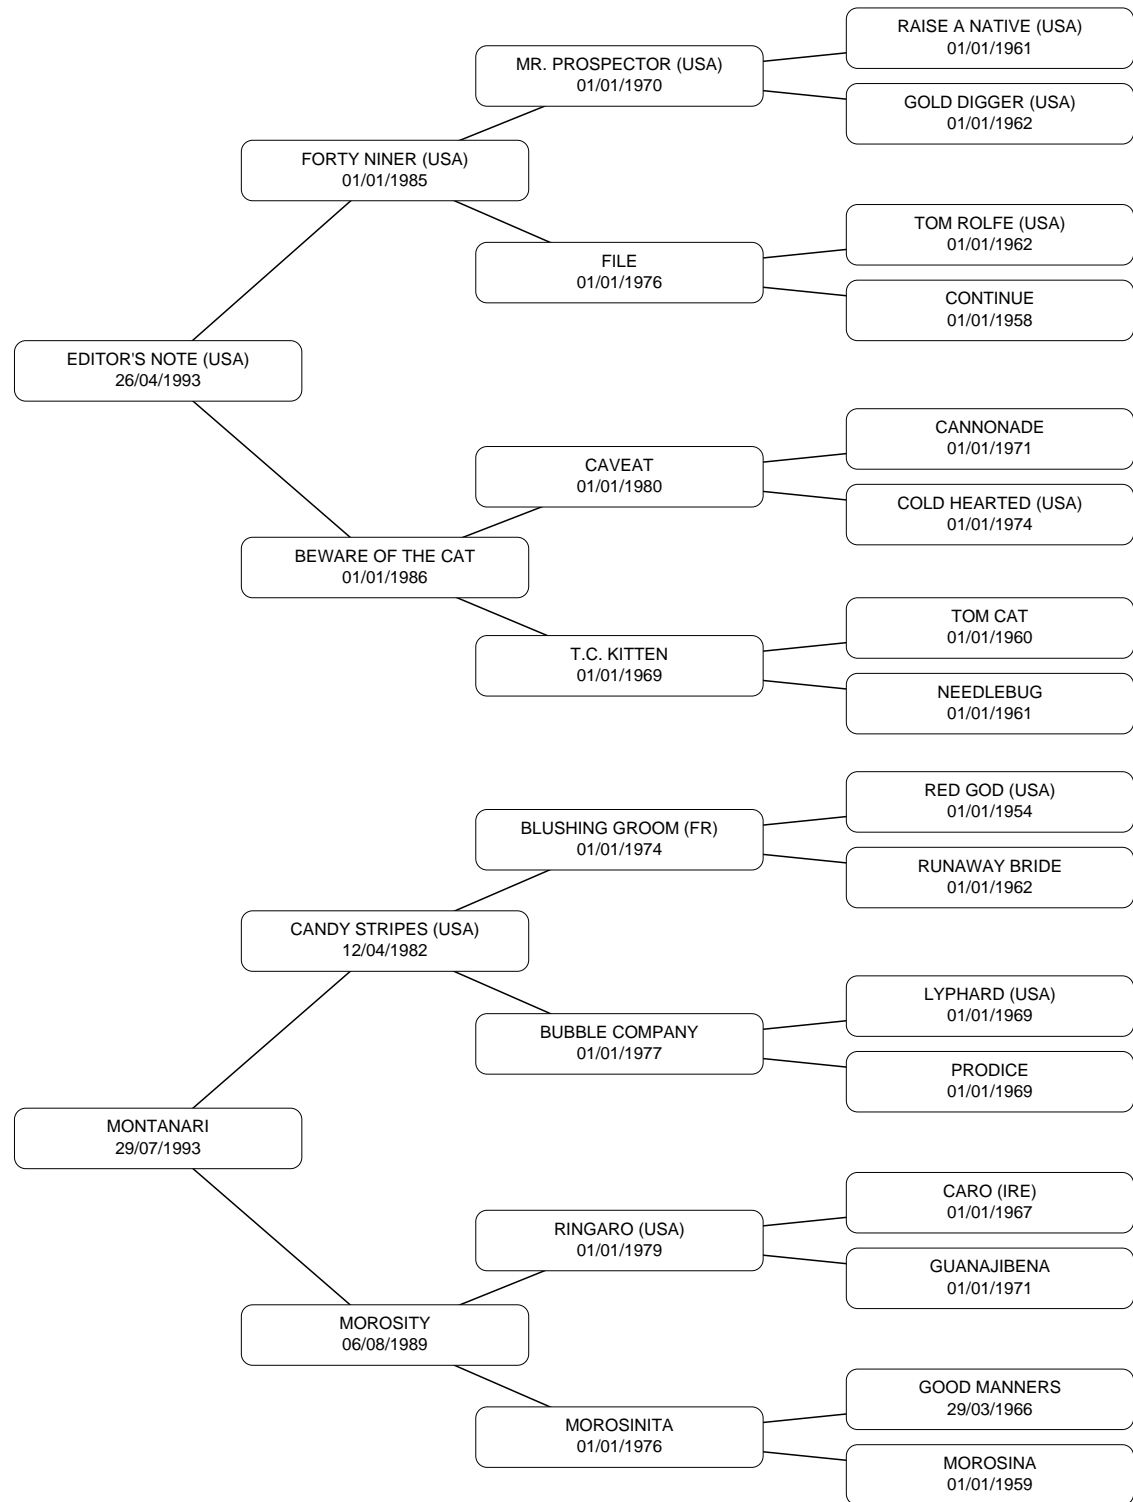 RAISE A NATIVE (USA)
01/01/1961
MR. PROSPECTOR (USA)
01/01/1970
GOLD DIGGER (USA)
01/01/1962
FORTY NINER (USA)
01/01/1985
TOM ROLFE (USA)
01/01/1962
FILE
01/01/1976
CONTINUE
01/01/1958
EDITOR'S NOTE (USA)
26/04/1993
CANNONADE
01/01/1971
CAVEAT
01/01/1980
COLD HEARTED (USA)
01/01/1974
BEWARE OF THE CAT
01/01/1986
TOM CAT
01/01/1960
T.C. KITTEN
01/01/1969
NEEDLEBUG
01/01/1961
RED GOD (USA)
01/01/1954
BLUSHING GROOM (FR)
01/01/1974
RUNAWAY BRIDE
01/01/1962
CANDY STRIPES (USA)
12/04/1982
LYPHARD (USA)
01/01/1969
BUBBLE COMPANY
01/01/1977
PRODICE
01/01/1969
MONTANARI
29/07/1993
CARO (IRE)
01/01/1967
RINGARO (USA)
01/01/1979
GUANAJIBENA
01/01/1971
MOROSITY
06/08/1989
GOOD MANNERS
29/03/1966
MOROSINITA
01/01/1976
MOROSINA
01/01/1959